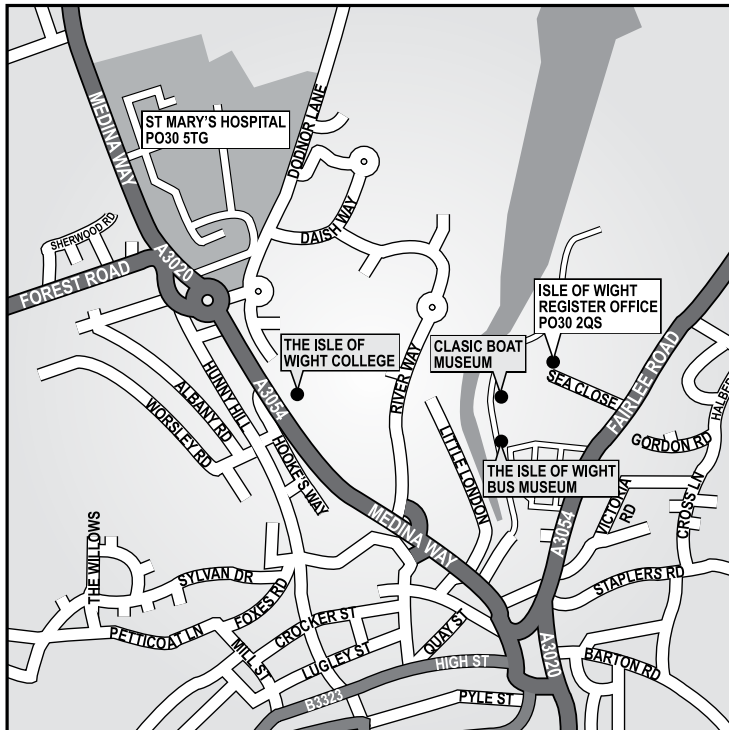 MEDINA WAY
ST MARY'S HOSPITAL
PO30 5TG
DODNOR LANE
SHERWOOD RD
DAISH WAY
FOREST ROAD
A3020
ISLE OF WIGHT
REGISTER OFFICE
PO30 2QS
THE ISLE OF
WIGHT COLLEGE
CLASIC BOAT
MUSEUM
FAIRLEE ROAD
SEA CLOSE
HUNNY HILL
ALBANY RD
WORSLEY RD
A3054
RIVER WAY
HALBER
GORDON RD
HOOKE'S WAY
LITTLE LONDON
THE ISLE OF WIGHT
BUS MUSEUM
VICTORIA
RD
CROSS LN
A3054
MEDINA WAY
THE WILLOWS
SYLVAN DR
FOXES RD
STAPLERS RD
PETTICOAT LN
CROCKER ST
MILL ST
LUGLEY ST
QUAY ST
HIGH ST
A3020
BARTON RD
B3323
PYLE ST